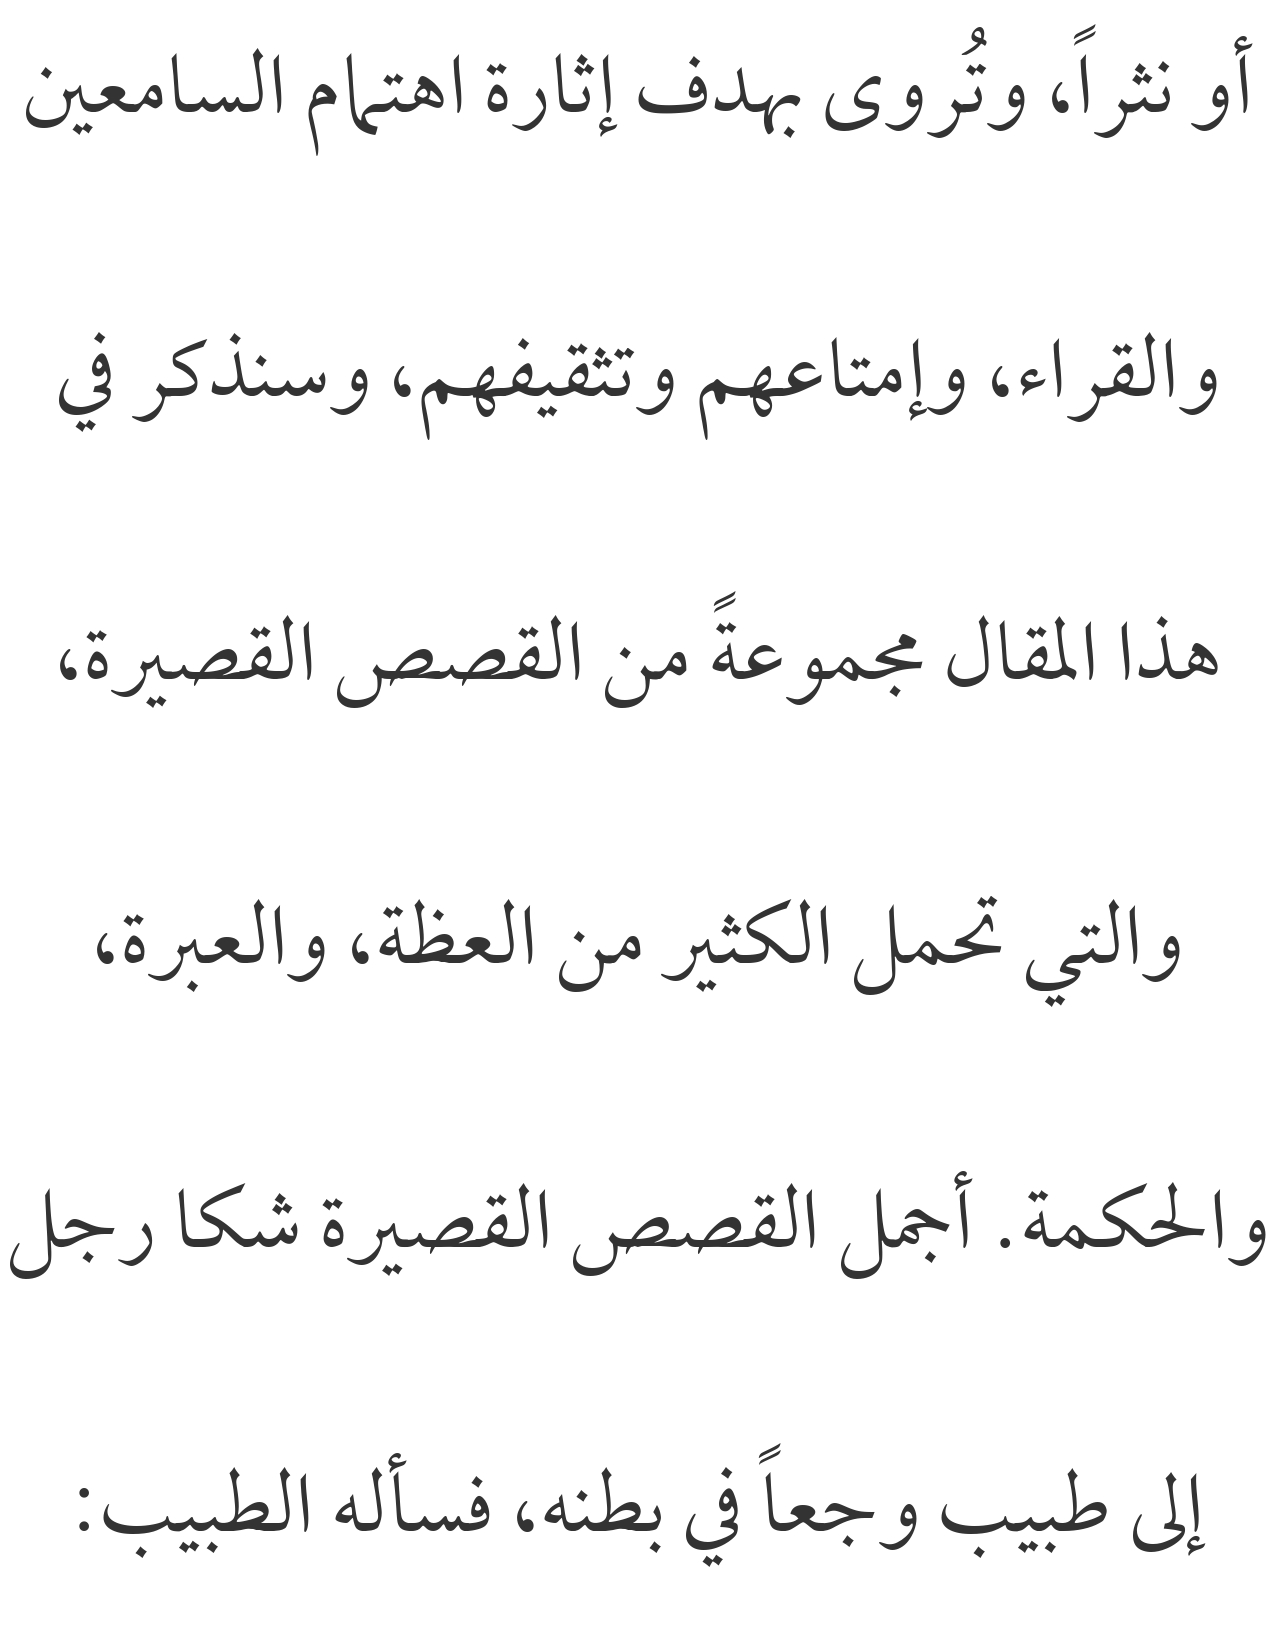 أو نثراً، وتُروى بهدف إثارة اهتمام السامعين
والقراء، وإمتاعهم وتثقيفهم، وسنذكر في
هذا المقال مجموعةً من القصص القصيرة،
والتي تحمل الكثير من العظة، والعبرة،
والحكمة. أجمل القصص القصيرة شكا رجل
إلى طبيب وجعاً في بطنه، فسأله الطبيب: